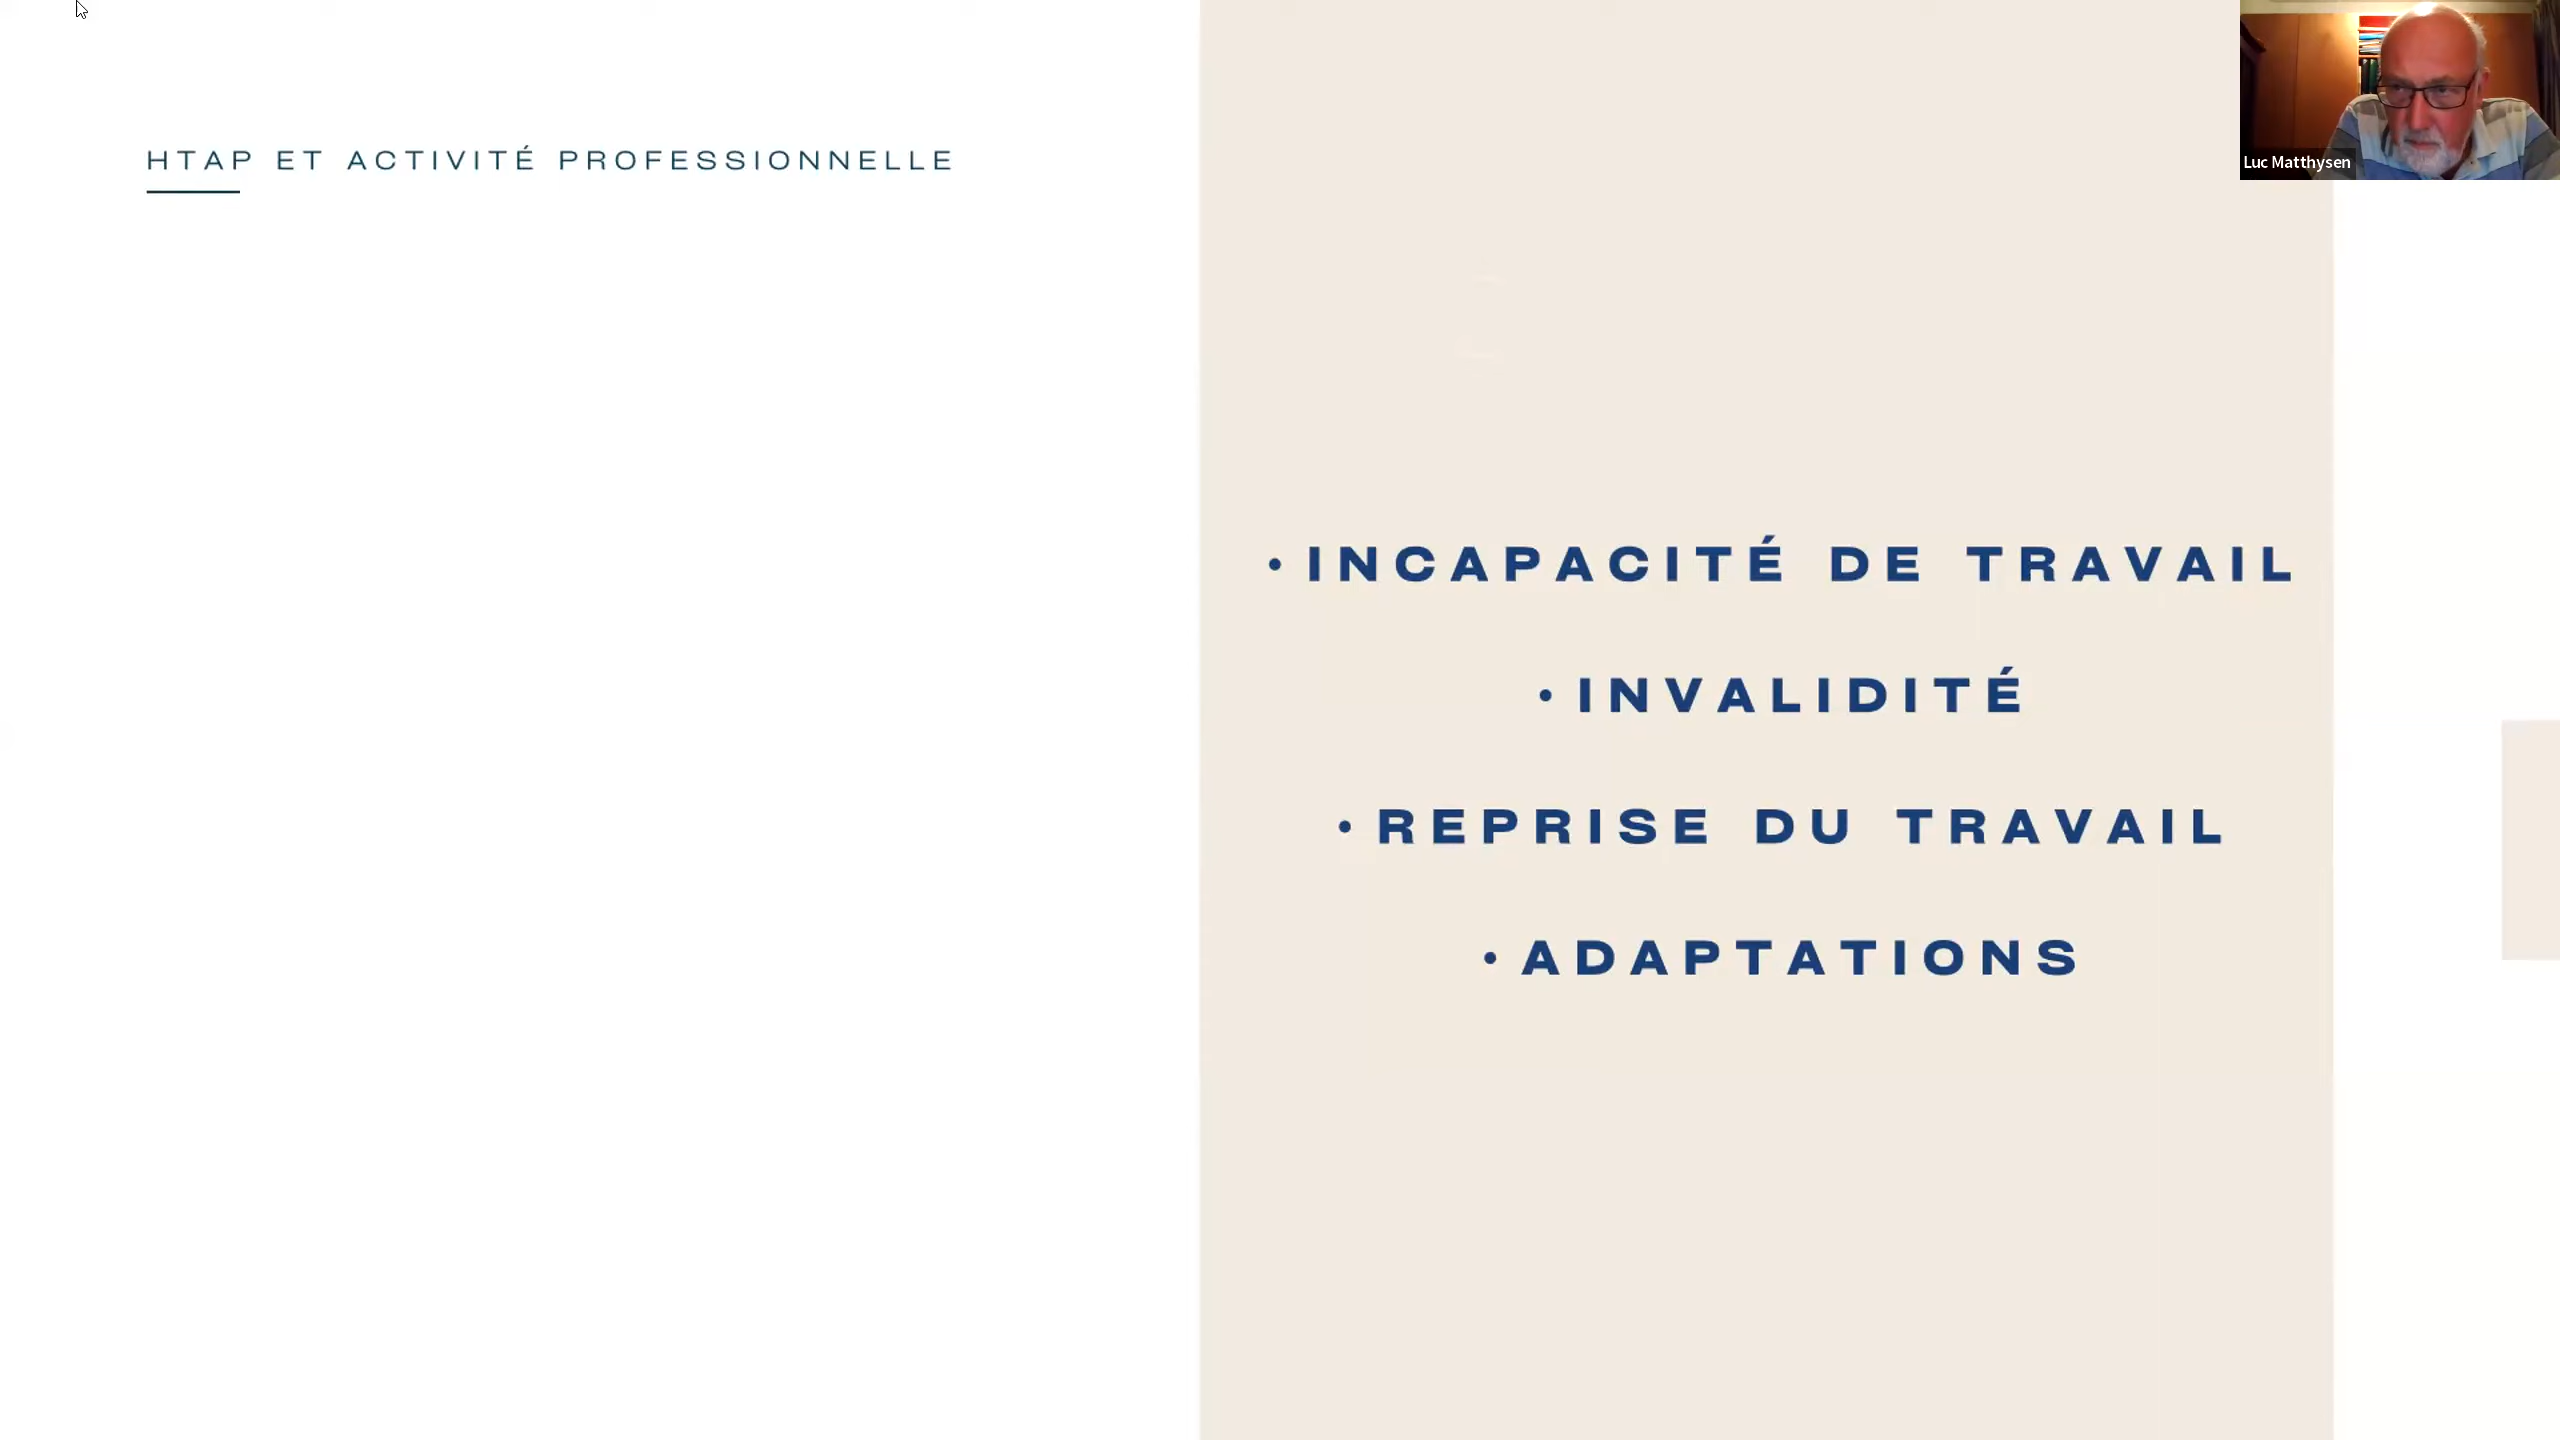 HTAP ET ACTIVITÉ PROFESSIONNELLE
Luc Matthysen
• INCAPACITÉ DE TRAVAIL
• INVALIDITÉ
• REPRISE DU TRAVAIL
• ADAPTATIONS